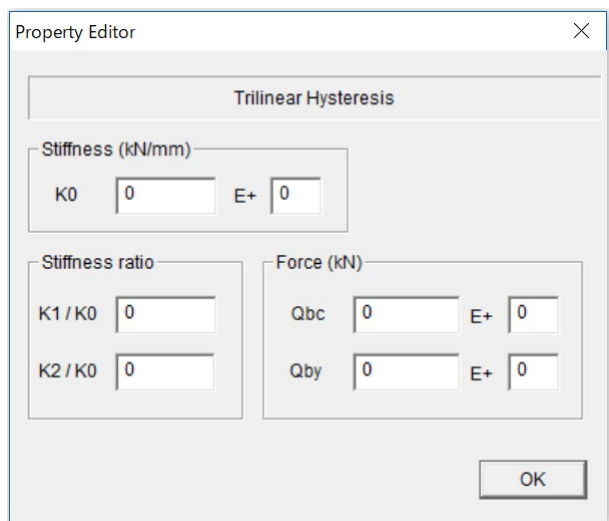 Property Editor
Trilinear Hysteresis
Stiffness (kN/mm)
K0 0 E+ 0
Stiffness ratio
K1 / K0 0
K2 / K0 0
Force (kN)
Qbc 0 E+ 0
Qby 0 E+ 0
OK